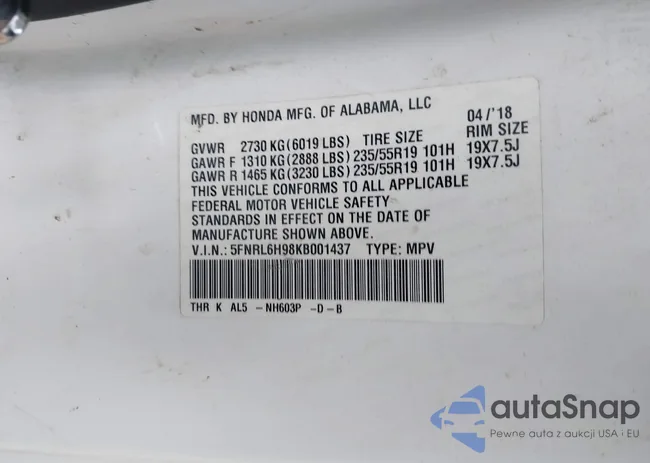 MFD. BY HONDA MFG. OF ALABAMA, LLC 04/'18
GVWR 2730 KG(6019 LBS) TIRE SIZE RIM SIZE
GAWR F 1310 KG(2888 LBS) 235/55R19 101H 19X7.5J
GAWR R 1465 KG(3230 LBS) 235/55R19 101H 19X7.5J
THIS VEHICLE CONFORMS TO ALL APPLICABLE
FEDERAL MOTOR VEHICLE SAFETY
STANDARDS IN EFFECT ON THE DATE OF
MANUFACTURE SHOWN ABOVE.
V.I.N.: 5FNRL6H98KB001437 TYPE: MPV
THR K AL5 -NH603P -D-B
autaSnap
Pewne auta z aukcji USA i EU